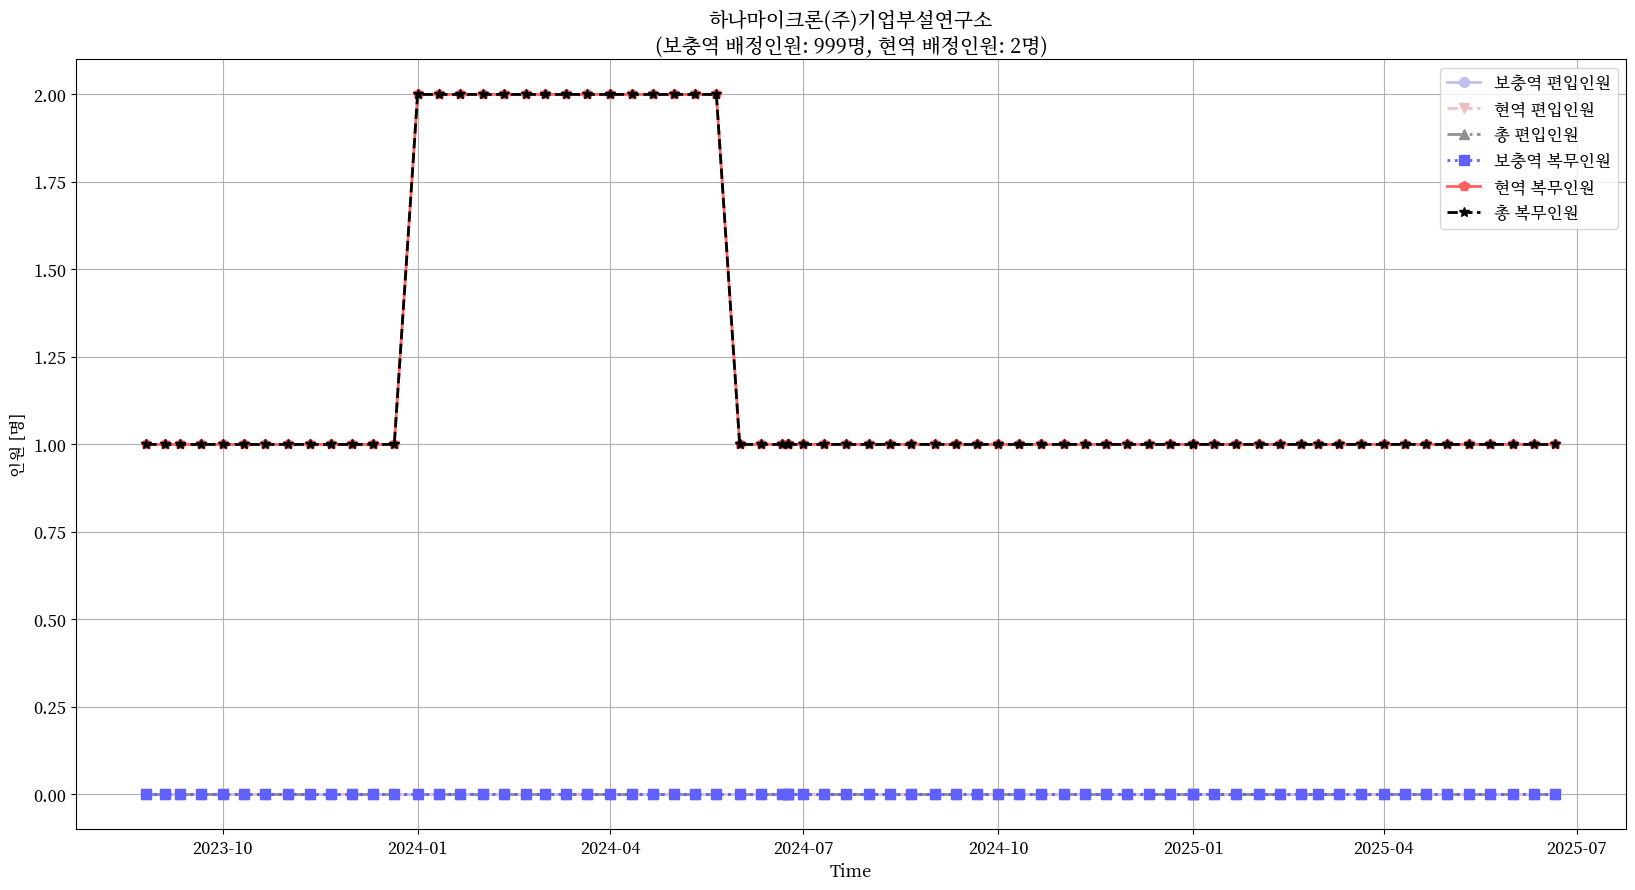 하나마이크론(주)기업부설연구소
(보충역 배정인원: 999명, 현역 배정인원: 2명)
보충역 편입인원
현역 편입인원
총 편입인원
보충역 복무인원
현역 복무인원
총 복무인원
인원 [명]
2.00
1.75
1.50
1.25
1.00
0.75
0.50
0.25
0.00
2023-10
2024-01
2024-04
2024-07
2024-10
2025-01
2025-04
2025-07
Time